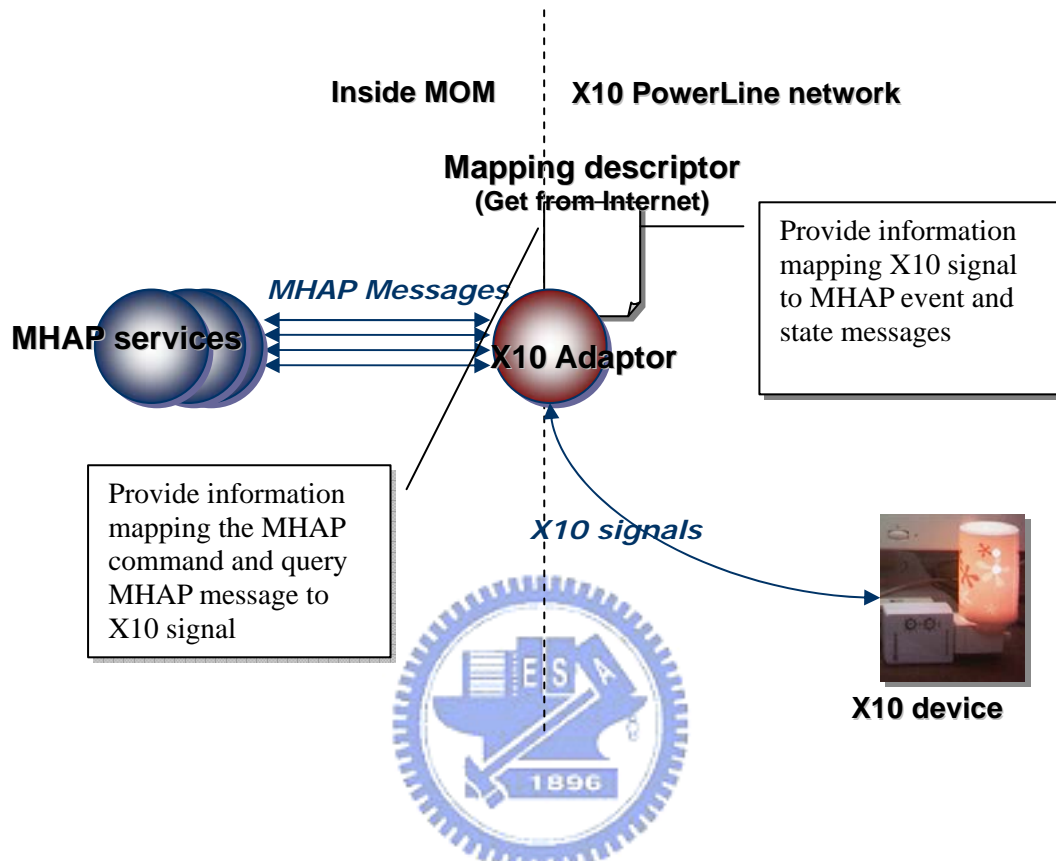 Inside MOM
X10 PowerLine network
Mapping descriptor
(Get from Internet)
Provide information
mapping X10 signal
to MHAP event and
state messages
MHAP Messages
MHAP services
X10 Adaptor
Provide information
mapping the MHAP
command and query
MHAP message to
X10 signal
X10 signals
X10 device
E S A
1896